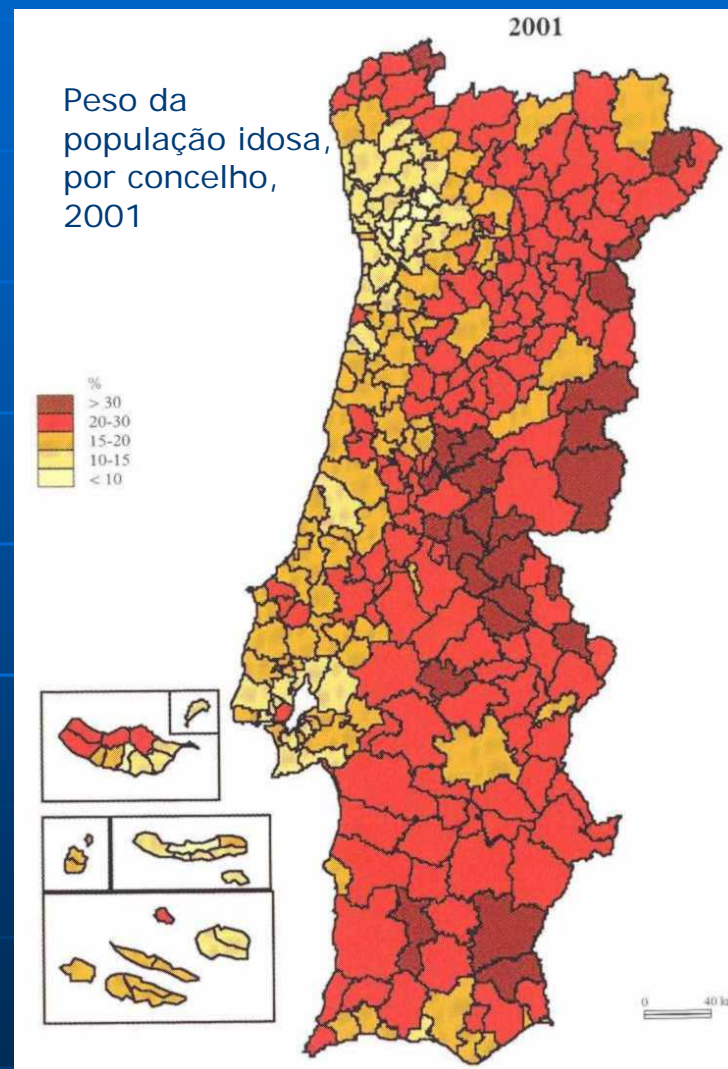 2001
Peso da
população idosa,
por concelho,
2001
%
> 30
20-30
15-20
10-15
< 10
0 40 km